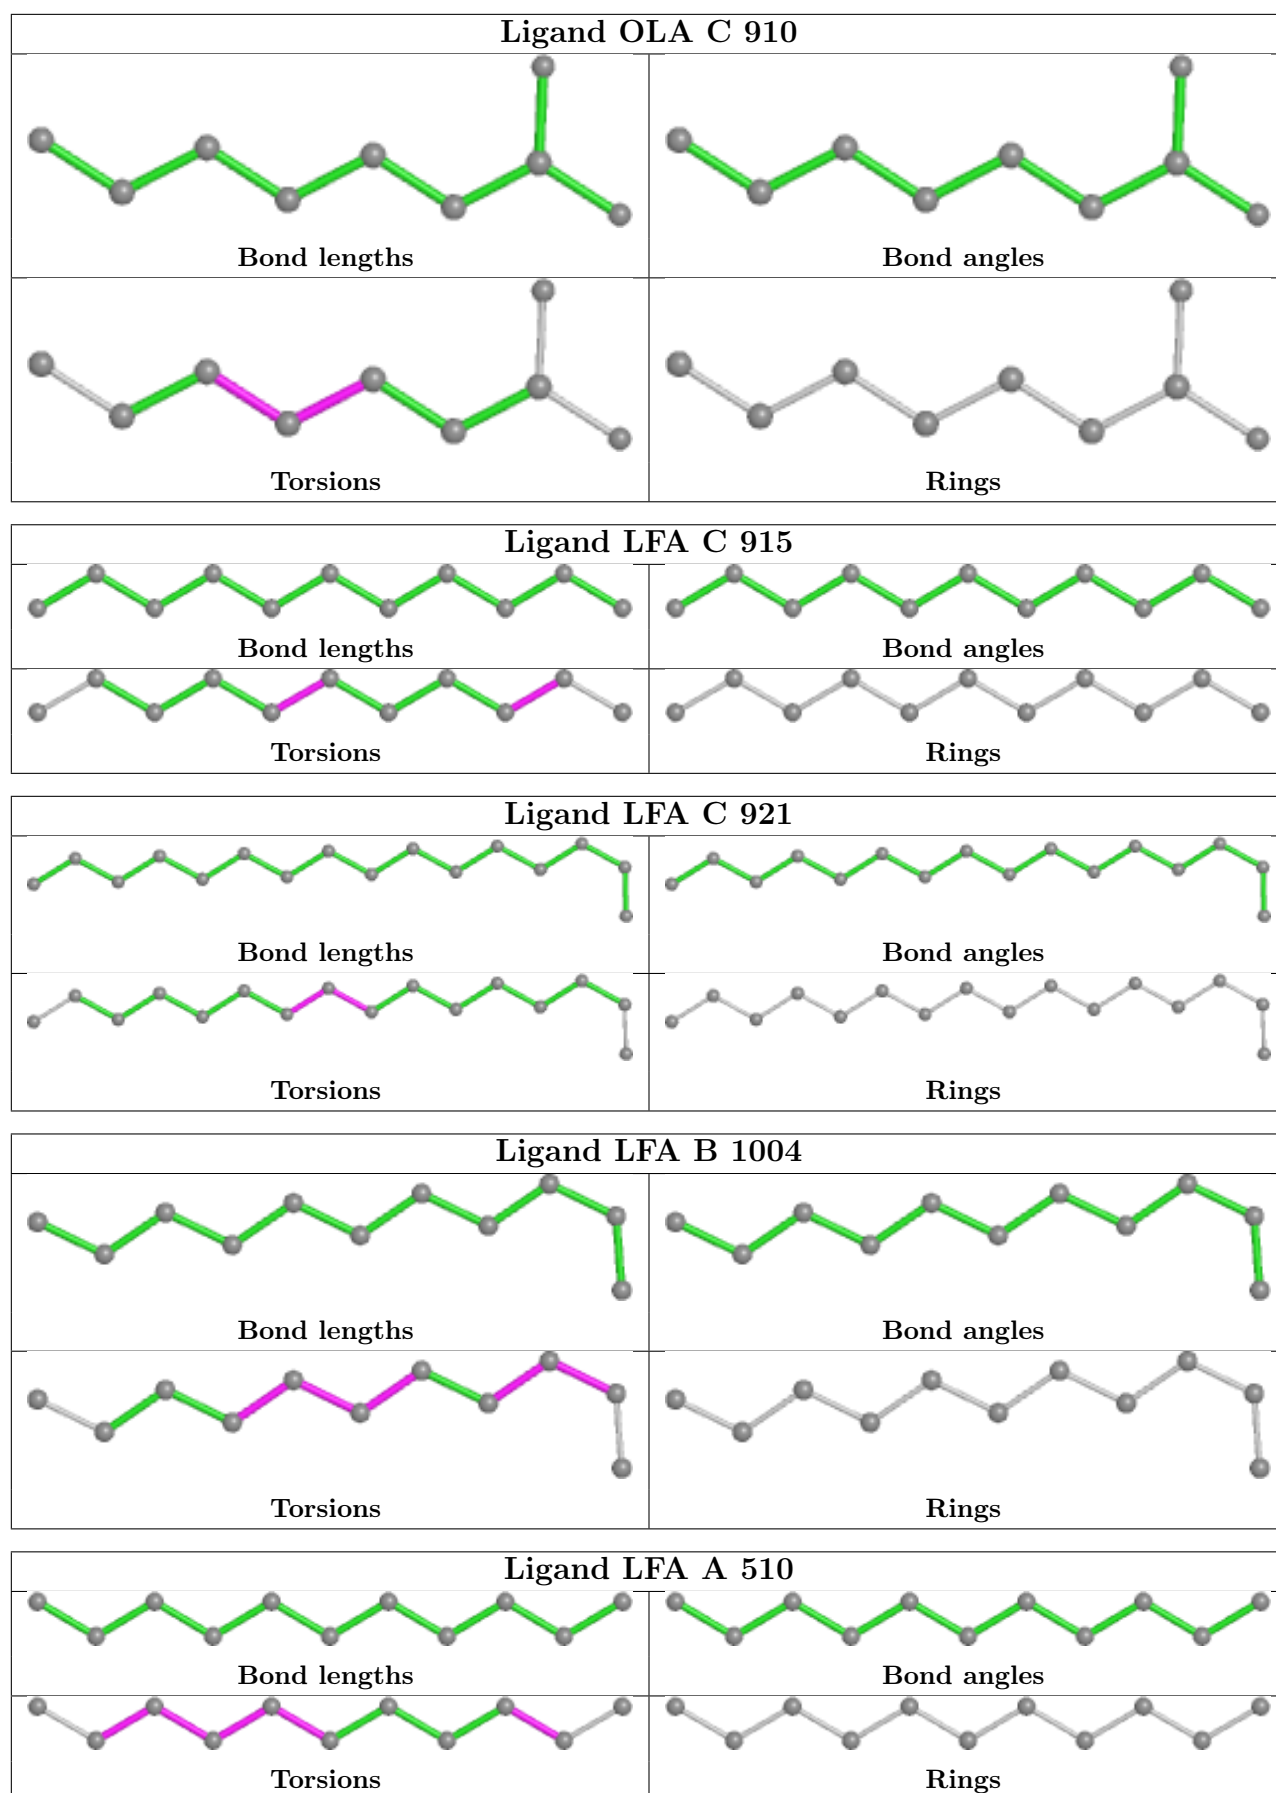 Ligand OLA C 910
Bond lengths
Bond angles
Torsions
Rings
Ligand LFA C 915
Bond lengths
Bond angles
Torsions
Rings
Ligand LFA C 921
Bond lengths
Bond angles
Torsions
Rings
Ligand LFA B 1004
Bond lengths
Bond angles
Torsions
Rings
Ligand LFA A 510
Bond lengths
Bond angles
Torsions
Rings